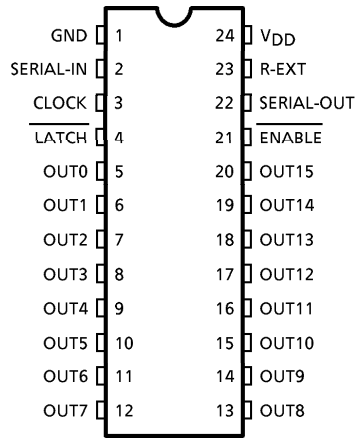 GND 1 24 VDD
SERIAL-IN 2 23 R-EXT
CLOCK 3 22 SERIAL-OUT
LATCH 4 21 ENABLE
OUT0 5 20 OUT15
OUT1 6 19 OUT14
OUT2 7 18 OUT13
OUT3 8 17 OUT12
OUT4 9 16 OUT11
OUT5 10 15 OUT10
OUT6 11 14 OUT9
OUT7 12 13 OUT8